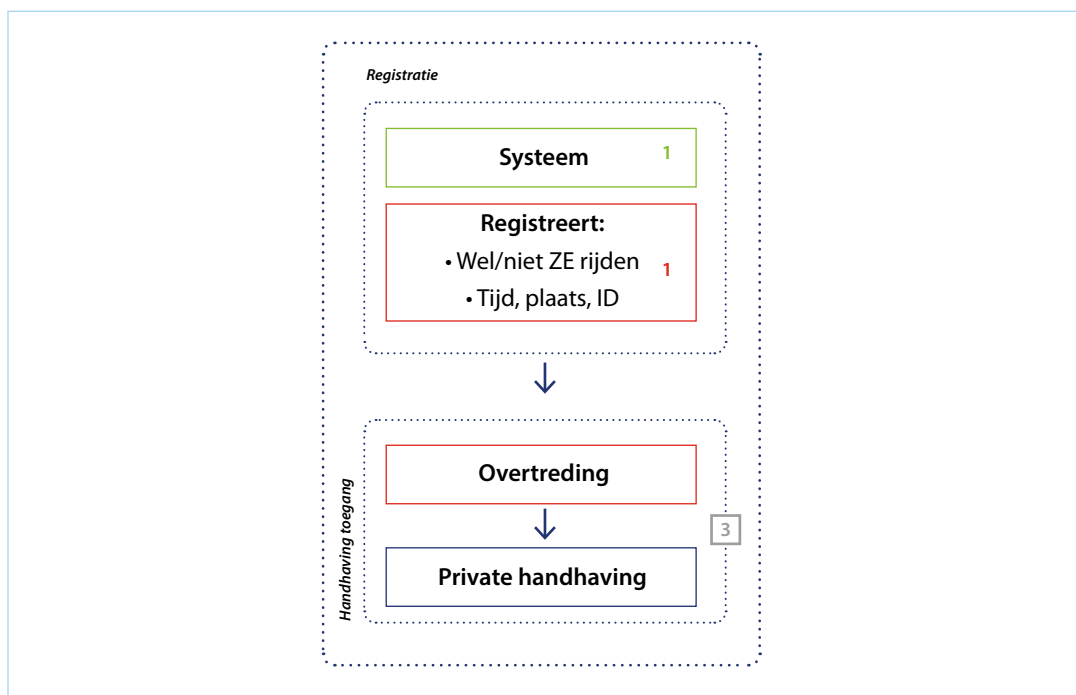 Registratie
Systeem 1
Registreert:
• Wel/niet ZE rijden 1
• Tijd, plaats, ID
Handhaving toegang
Overtreding
3
Private handhaving